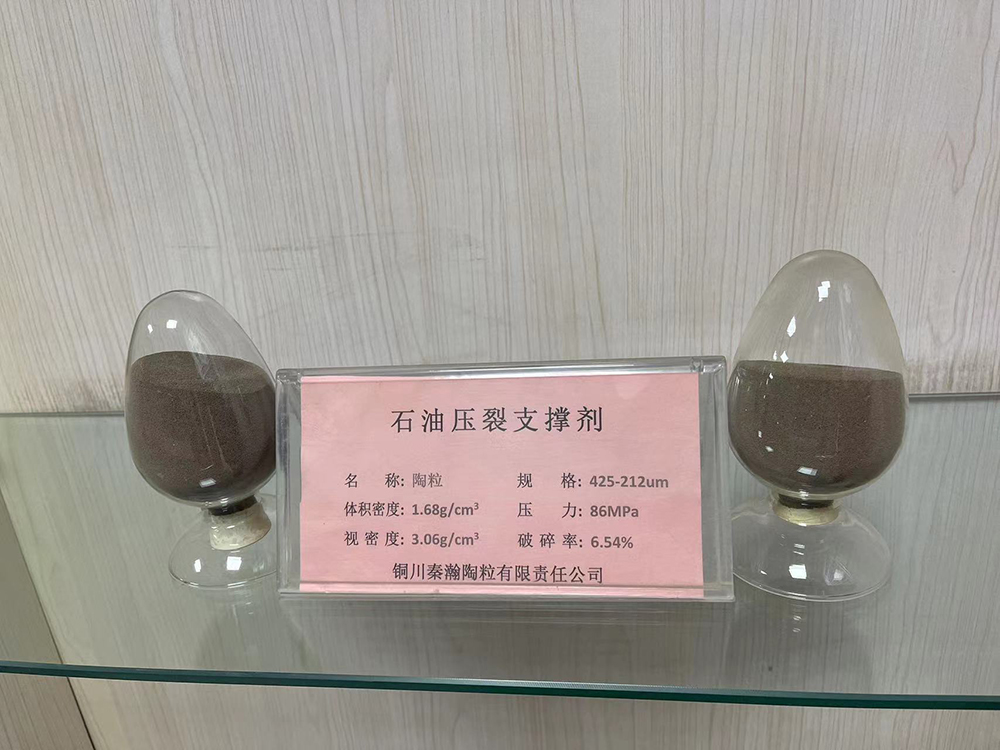 石油压裂支撑剂
名 称: 陶粒 规 格: 425-212um
体积密度: 1.68g/cm³ 压 力: 86MPa
视 密 度: 3.06g/cm³ 破 碎 率: 6.54%
铜川秦瀚陶粒有限责任公司